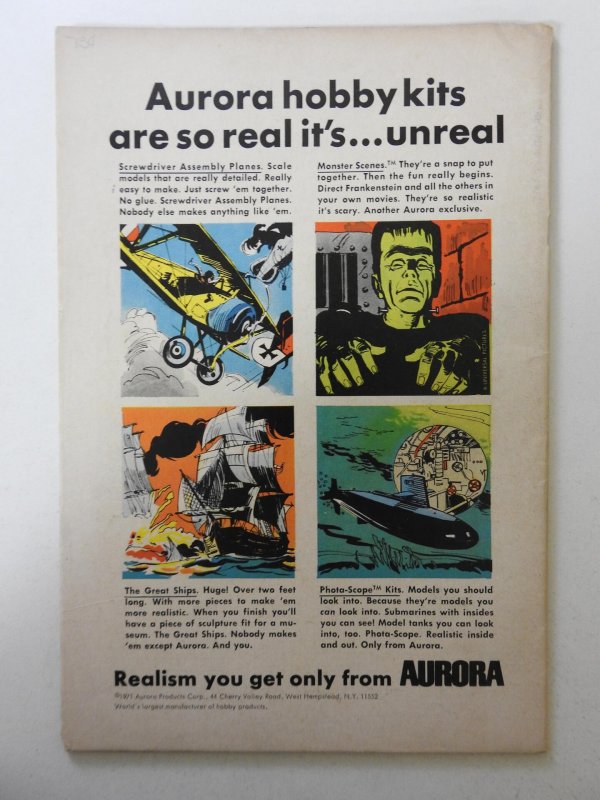 Aurora hobby kits
are so real it's...unreal
Screwdriver Assembly Planes. Scale
models that are really detailed. Really
easy to make. Just screw 'em together.
No glue. Screwdriver Assembly Planes.
Nobody else makes anything like 'em.
Monster Scenes.™ They're a snap to put
together. Then the fun really begins.
Direct Frankenstein and all the others in
your own movies. They're so realistic
it's scary. Another Aurora exclusive.
© UNIVERSAL PICTURES
The Great Ships. Huge! Over two feet
long. With more pieces to make 'em
more realistic. When you finish you'll
have a piece of sculpture fit for a mu-
seum. The Great Ships. Nobody makes
'em except Aurora. And you.
Phota-Scope™ Kits. Models you should
look into. Because they're models you
can look into. Submarines with insides
you can see! Model tanks you can look
into, too. Phota-Scope. Realistic inside
and out. Only from Aurora.
Realism you get only from AURORA
©1971 Aurora Products Corp., 44 Cherry Valley Road, West Hempstead, N.Y. 11552
World's largest manufacturer of hobby products.